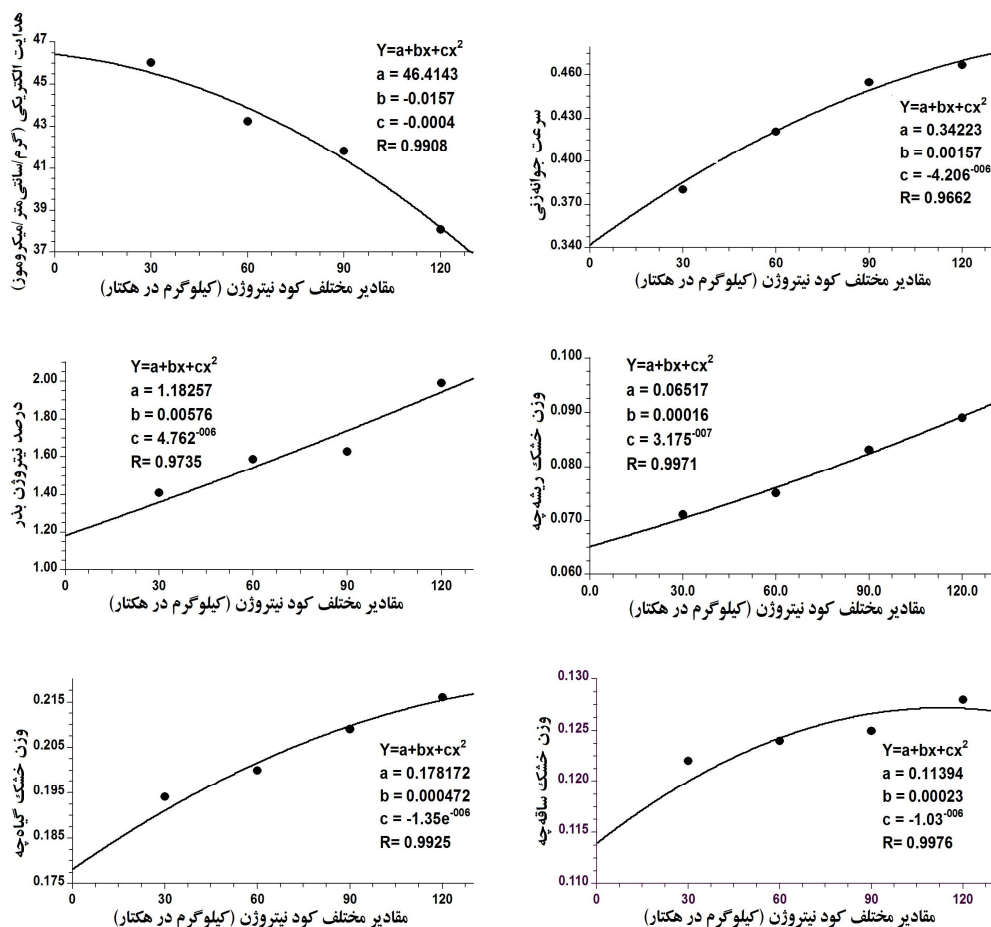 هدایت الکتریکی (گرم/سانتی‌متر/میکروموز)
47
45
43
41
39
37
0
30
60
90
120
Y=a+bx+cx²
a = 46.4143
b = -0.0157
c = -0.0004
R= 0.9908
مقادیر مختلف کود نیتروژن (کیلوگرم در هکتار)
سرعت جوانه‌زنی
0.460
0.430
0.400
0.370
0.340
0
30
60
90
120
Y=a+bx+cx²
a = 0.34223
b = 0.00157
c = -4.206⁻⁰⁰⁶
R= 0.9662
مقادیر مختلف کود نیتروژن (کیلوگرم در هکتار)
درصد نیتروژن بذر
2.00
1.80
1.60
1.40
1.20
1.00
0
30
60
90
120
Y=a+bx+cx²
a = 1.18257
b = 0.00576
c = 4.762⁻⁰⁰⁶
R= 0.9735
مقادیر مختلف کود نیتروژن (کیلوگرم در هکتار)
وزن خشک ریشه‌چه
0.100
0.090
0.080
0.070
0.060
0.0
30.0
60.0
90.0
120.0
Y=a+bx+cx²
a = 0.06517
b = 0.00016
c = 3.175⁻⁰⁰⁷
R= 0.9971
مقادیر مختلف کود نیتروژن (کیلوگرم در هکتار)
وزن خشک گیاه‌چه
0.215
0.205
0.195
0.185
0.175
0
30
60
90
120
Y=a+bx+cx²
a = 0.178172
b = 0.000472
c = -1.35e⁻⁰⁰⁶
R= 0.9925
مقادیر مختلف کود نیتروژن (کیلوگرم در هکتار)
وزن خشک ساقه‌چه
0.130
0.125
0.120
0.115
0.110
0
30
60
90
120
Y=a+bx+cx²
a = 0.11394
b = 0.00023
c = -1.03⁻⁰⁰⁶
R= 0.9976
مقادیر مختلف کود نیتروژن (کیلوگرم در هکتار)